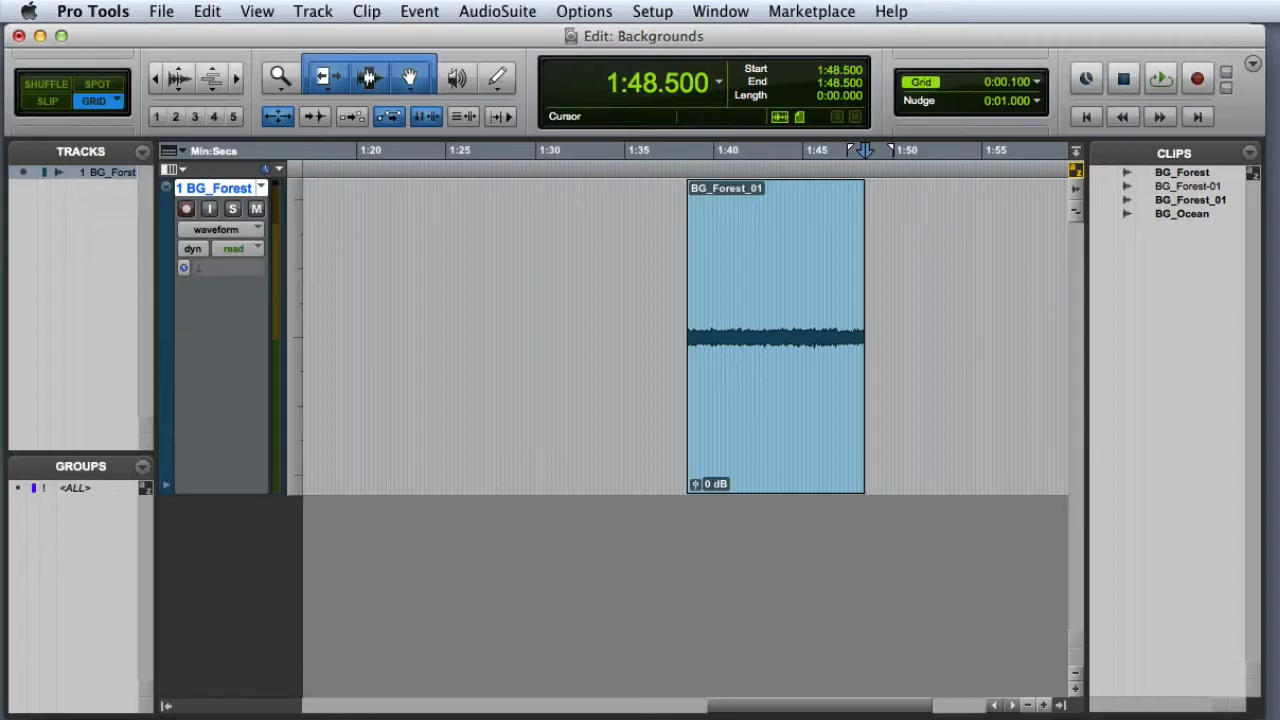 Pro Tools File Edit View Track Clip Event AudioSuite Options Setup Window Marketplace Help
Edit: Backgrounds
SHUFFLE SPOT
SLIP GRID
1 2 3 4 5
1:48.500
Start 1:48.500
End 1:48.500
Length 0:00.000
Cursor
Grid 0:00.100
Nudge 0:01.000
TRACKS
1 BG_Forst
GROUPS
1 <ALL>
Min:Secs 1:20 1:25 1:30 1:35 1:40 1:45 1:50 1:55
1 BG_Forest
I S M
waveform
dyn read
BG_Forest_01
0 dB
CLIPS
BG_Forest
BG_Forest-01
BG_Forest_01
BG_Ocean